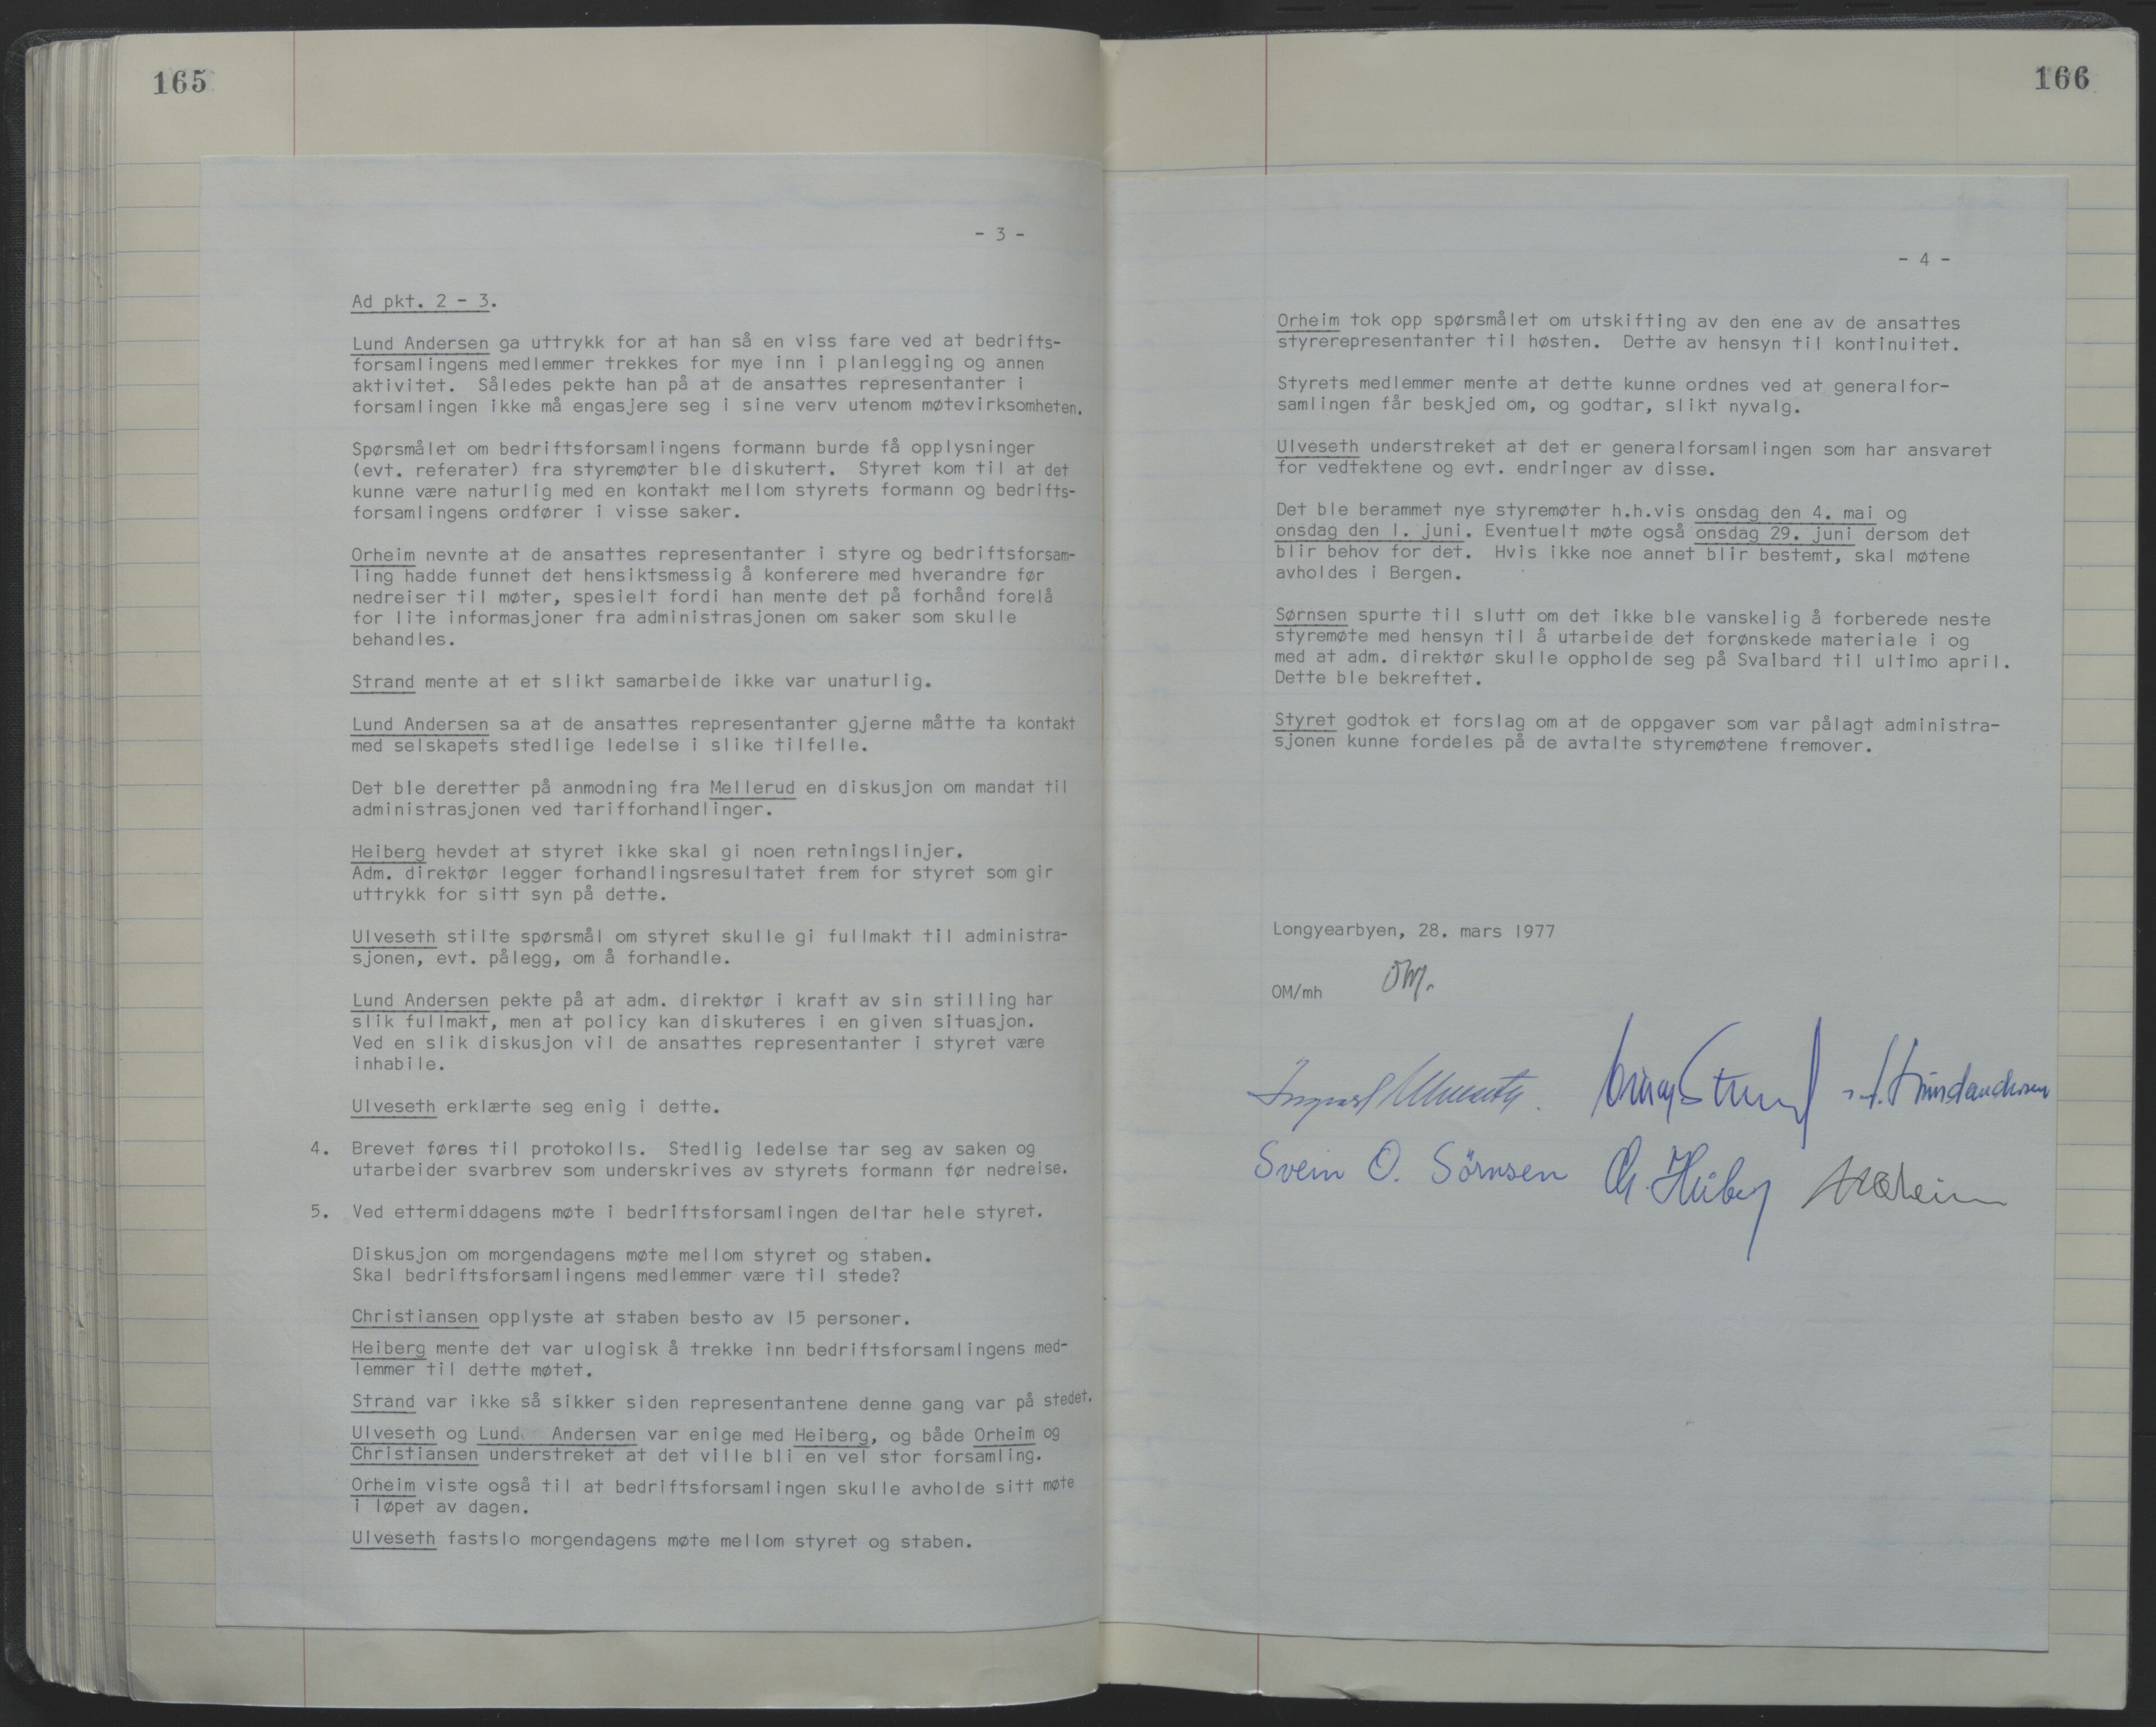 165
- 3 -
Ad pkt. 2 - 3.
Lund Andersen ga uttrykk for at han så en viss fare ved at bedrifts-
forsamlingens medlemmer trekkes for mye inn i planlegging og annen
aktivitet. Således pekte han på at de ansattes representanter i
forsamlingen ikke må engasjere seg i sine verv utenom møtevirksomheten.
Spørsmålet om bedriftsforsamlingens formann burde få opplysninger
(evt. referater) fra styremøter ble diskutert. Styret kom til at det
kunne være naturlig med en kontakt mellom styrets formann og bedrifts-
forsamlingens ordfører i visse saker.
Orheim nevnte at de ansattes representanter i styre og bedriftsforsam-
ling hadde funnet det hensiktsmessig å konferere med hverandre før
nedreiser til møter, spesielt fordi han mente det på forhånd forelå
for lite informasjoner fra administrasjonen om saker som skulle
behandles.
Strand mente at et slikt samarbeide ikke var unaturlig.
Lund Andersen sa at de ansattes representanter gjerne måtte ta kontakt
med selskapets stedlige ledelse i slike tilfelle.
Det ble deretter på anmodning fra Mellerud en diskusjon om mandat til
administrasjonen ved tarifforhandlinger.
Heiberg hevdet at styret ikke skal gi noen retningslinjer.
Adm. direktør legger forhandlingsresultatet frem for styret som gir
uttrykk for sitt syn på dette.
Ulveseth stilte spørsmål om styret skulle gi fullmakt til administra-
sjonen, evt. pålegg, om å forhandle.
Lund Andersen pekte på at adm. direktør i kraft av sin stilling har
slik fullmakt, men at policy kan diskuteres i en given situasjon.
Ved en slik diskusjon vil de ansattes representanter i styret være
inhabile.
Ulveseth erklærte seg enig i dette.
4. Brevet føres til protokolls. Stedlig ledelse tar seg av saken og
utarbeider svarbrev som underskrives av styrets formann før nedreise.
5. Ved ettermiddagens møte i bedriftsforsamlingen deltar hele styret.
Diskusjon om morgendagens møte mellom styret og staben.
Skal bedriftsforsamlingens medlemmer være til stede?
Christiansen opplyste at staben besto av 15 personer.
Heiberg mente det var ulogisk å trekke inn bedriftsforsamlingens med-
lemmer til dette møtet.
Strand var ikke så sikker siden representantene denne gang var på stedet.
Ulveseth og Lund Andersen var enige med Heiberg, og både Orheim og
Christiansen understreket at det ville bli en vel stor forsamling.
Orheim viste også til at bedriftsforsamlingen skulle avholde sitt møte
i løpet av dagen.
Ulveseth fastslo morgendagens møte mellom styret og staben.
166
- 4 -
Orheim tok opp spørsmålet om utskifting av den ene av de ansattes
styrerepresentanter til høsten. Dette av hensyn til kontinuitet.
Styrets medlemmer mente at dette kunne ordnes ved at generalfor-
samlingen får beskjed om, og godtar, slikt nyvalg.
Ulveseth understreket at det er generalforsamlingen som har ansvaret
for vedtektene og evt. endringer av disse.
Det ble berammet nye styremøter h.h.vis onsdag den 4. mai og
onsdag den 1. juni. Eventuelt møte også onsdag 29. juni dersom det
blir behov for det. Hvis ikke noe annet blir bestemt, skal møtene
avholdes i Bergen.
Sørnsen spurte til slutt om det ikke ble vanskelig å forberede neste
styremøte med hensyn til å utarbeide det forønskede materiale i og
med at adm. direktør skulle oppholde seg på Svalbard til ultimo april.
Dette ble bekreftet.
Styret godtok et forslag om at de oppgaver som var pålagt administra-
sjonen kunne fordeles på de avtalte styremøtene fremover.
Longyearbyen, 28. mars 1977
OM/mh OM.
Svein O. Sörnsen